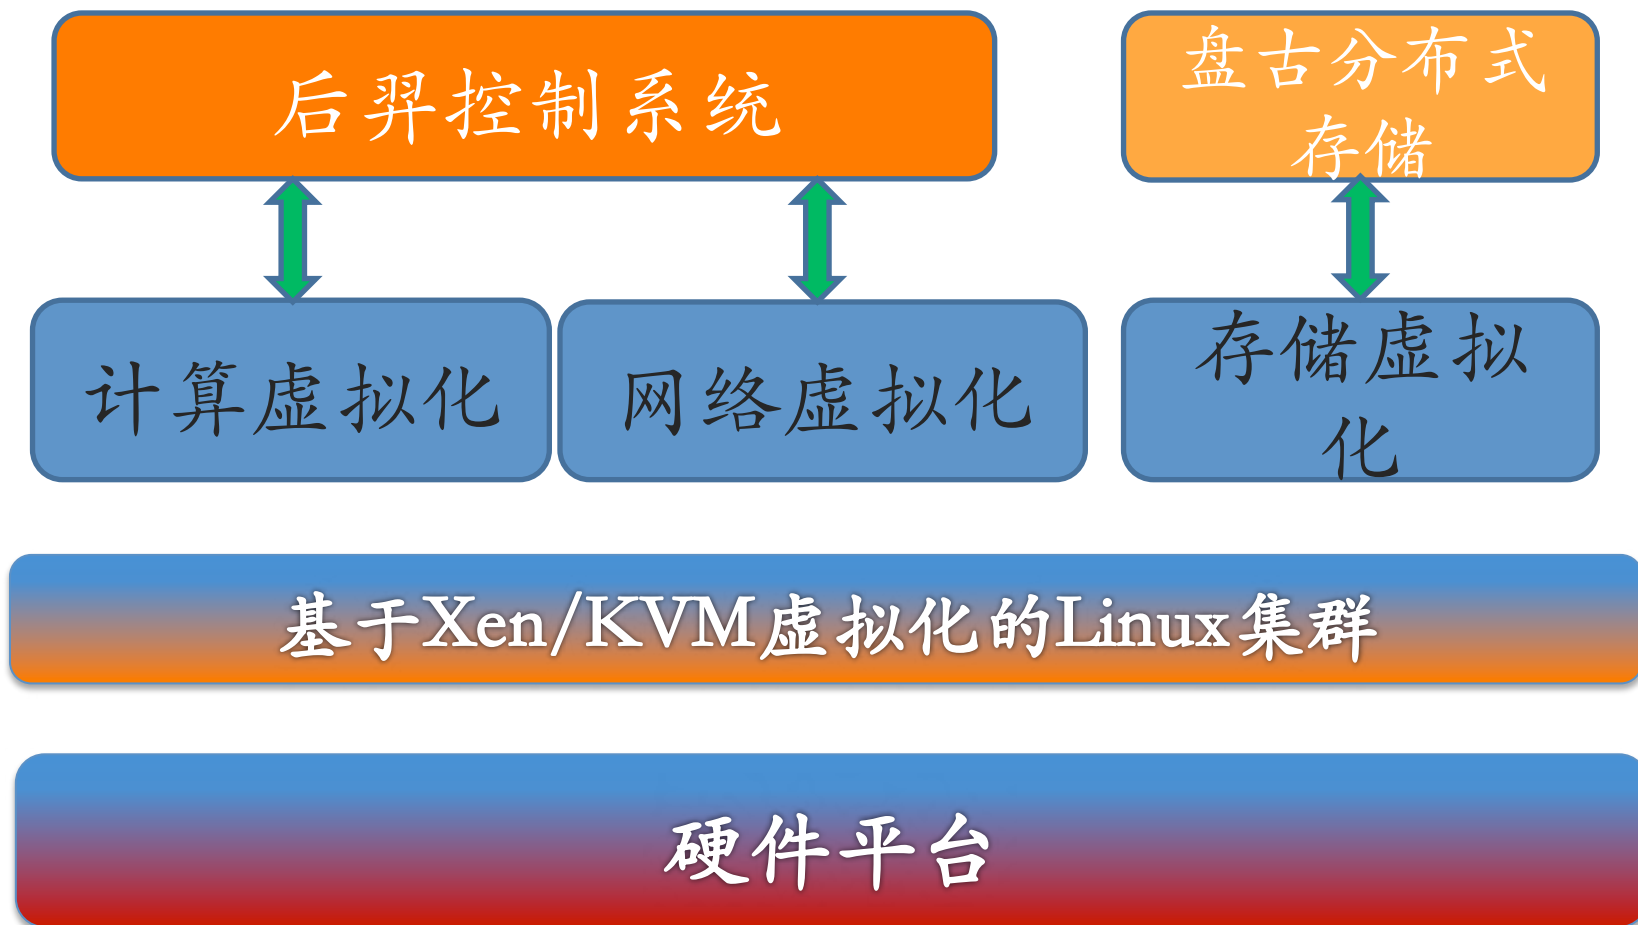 后羿控制系统
盘古分布式
存储
计算虚拟化
网络虚拟化
存储虚拟
化
基于Xen/KVM虚拟化的Linux集群
硬件平台